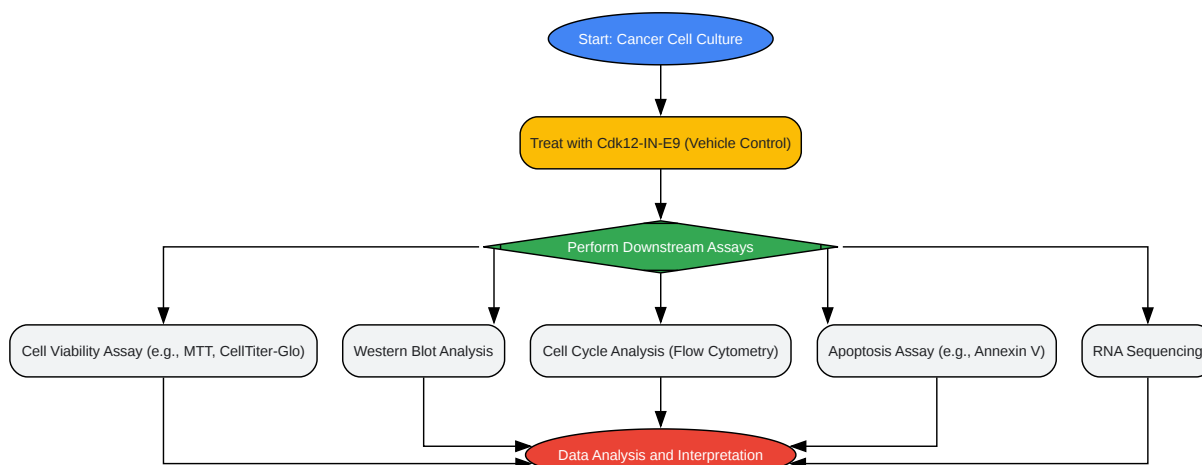 Start: Cancer Cell Culture
Treat with Cdk12-IN-E9 (Vehicle Control)
Perform Downstream Assays
Cell Viability Assay (e.g., MTT, CellTiter-Glo)
Western Blot Analysis
Cell Cycle Analysis (Flow Cytometry)
Apoptosis Assay (e.g., Annexin V)
RNA Sequencing
Data Analysis and Interpretation